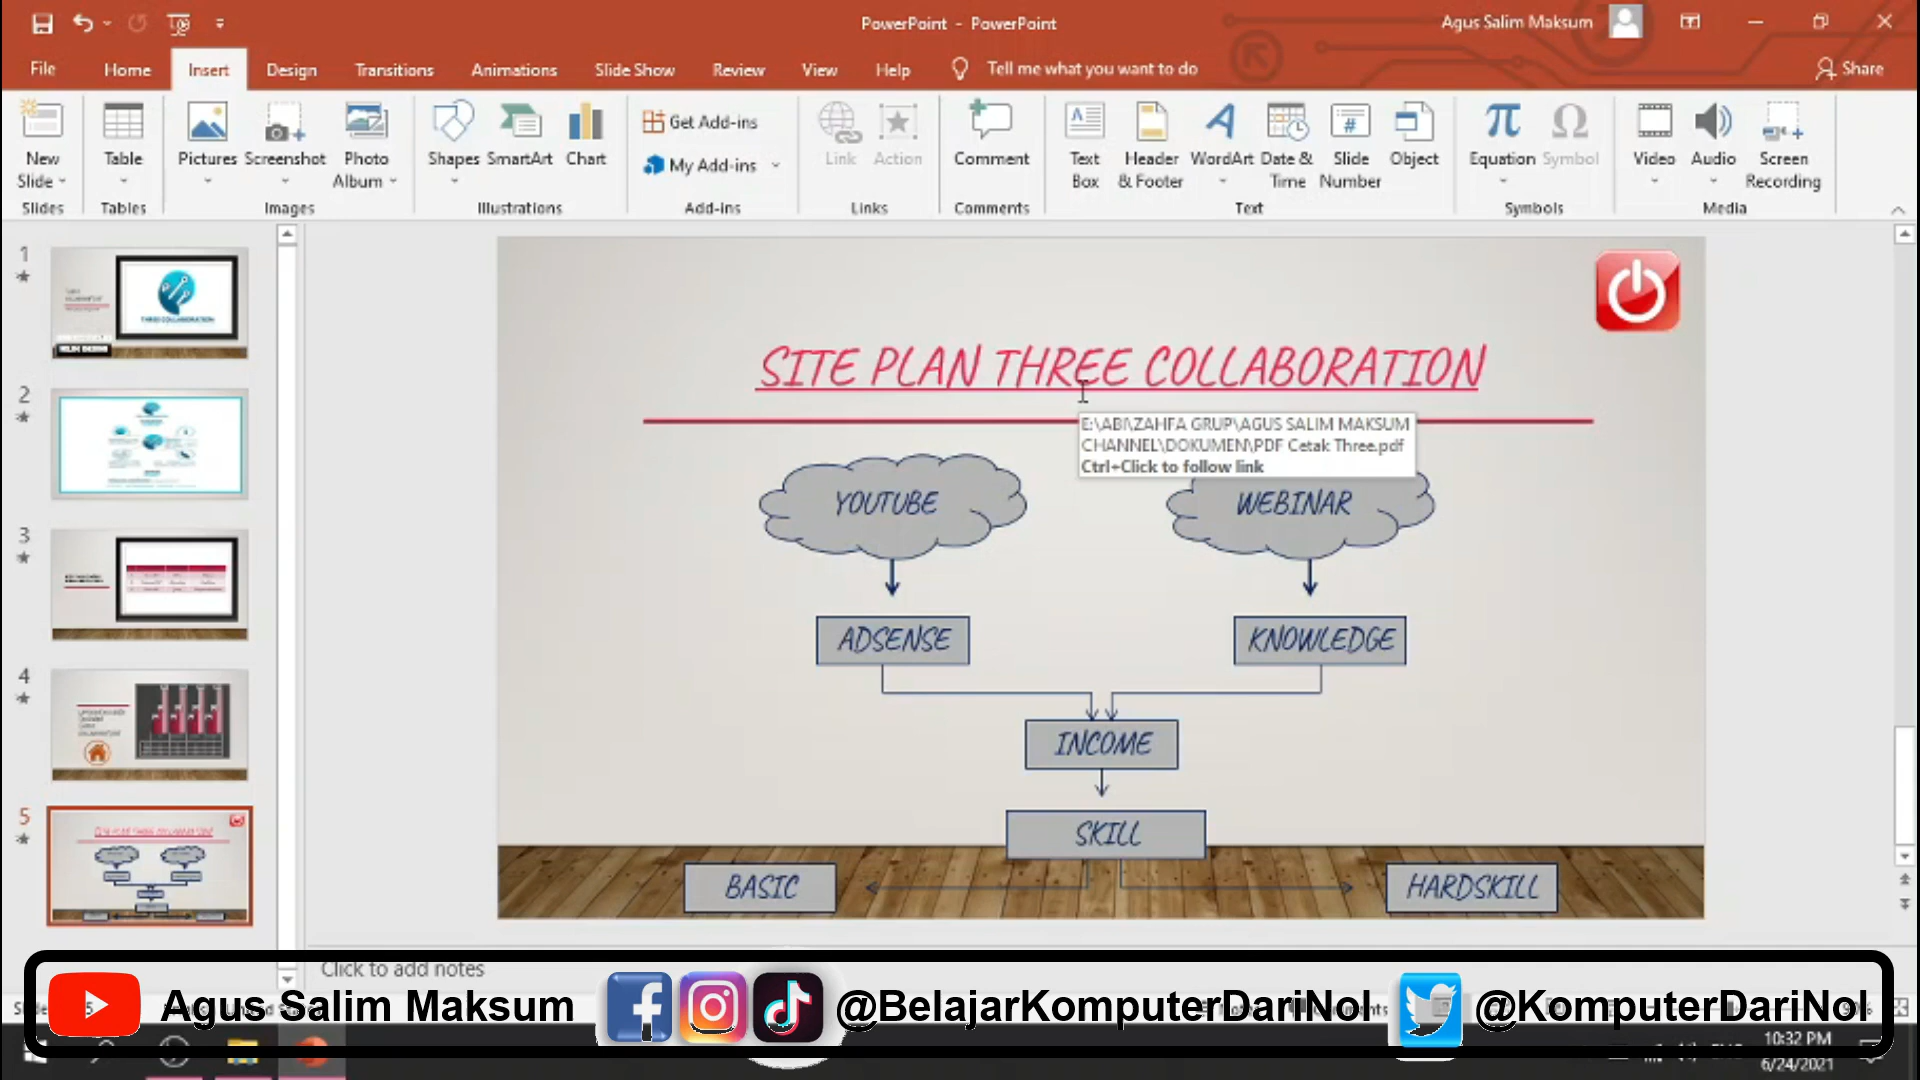 PowerPoint - PowerPoint
Agus Salim Maksum
File Home Insert Design Transitions Animations Slide Show Review View Help Tell me what you want to do Share
New Slide
Table
Pictures
Screenshot
Photo Album
Shapes
SmartArt
Chart
Get Add-ins
My Add-ins
Link
Action
Comment
Text Box
Header & Footer
WordArt
Date & Time
Slide Number
Object
Equation
Symbol
Video
Audio
Screen Recording
Slides Tables Images Illustrations Add-ins Links Comments Text Symbols Media
1
2
3
4
5
SITE PLAN THREE COLLABORATION
E:\ABI\ZAHFA GRUP\AGUS SALIM MAKSUM
CHANNEL\DOKUMEN\PDF Cetak Three.pdf
Ctrl+Click to follow link
YOUTUBE
WEBINAR
ADSENSE
KNOWLEDGE
INCOME
SKILL
BASIC
HARDSKILL
Click to add notes
Agus Salim Maksum
@BelajarKomputerDariNol
@KomputerDariNol
10:32 PM
6/24/2021